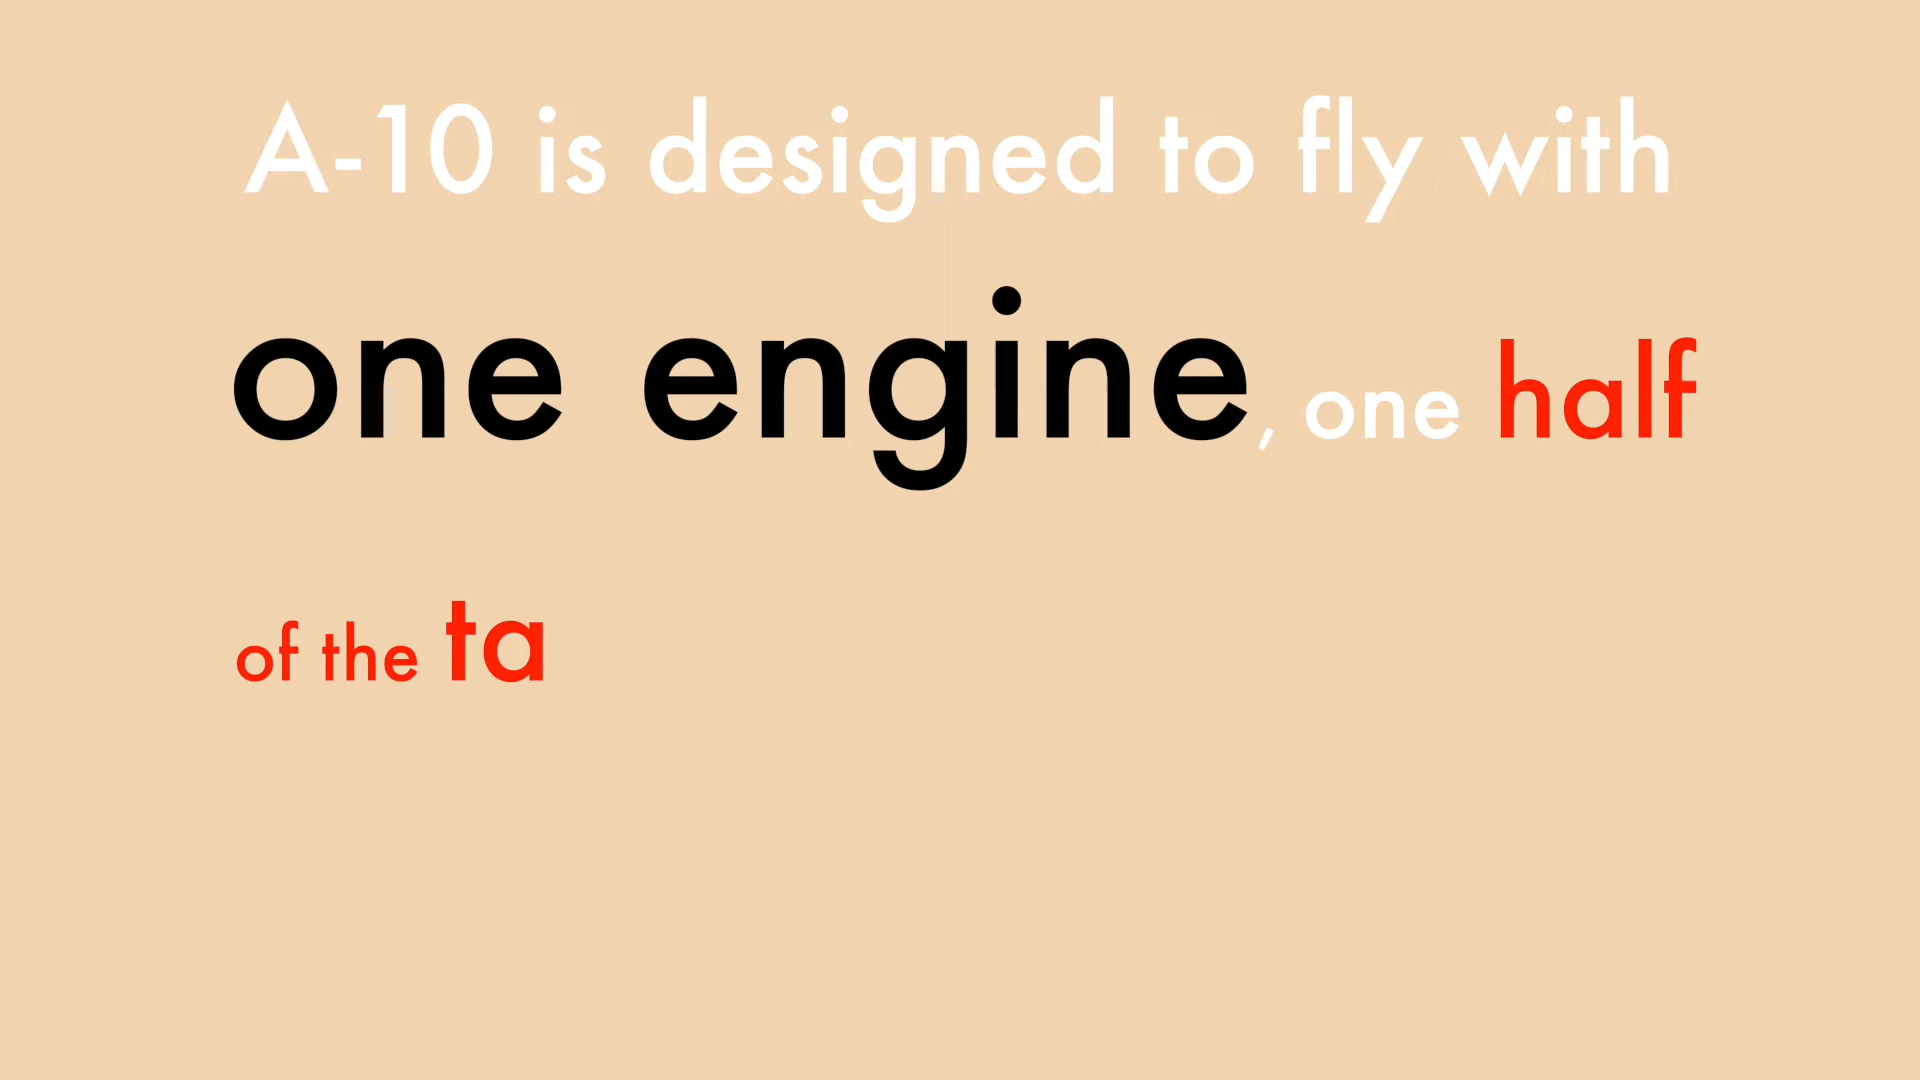 A-10 is designed to fly with
one engine, one half
of the ta